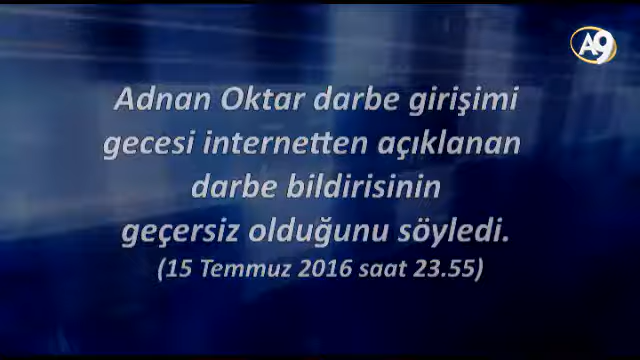 A9
Adnan Oktar darbe girişimi
gecesi internetten açıklanan
darbe bildirisinin
geçersiz olduğunu söyledi.
(15 Temmuz 2016 saat 23.55)